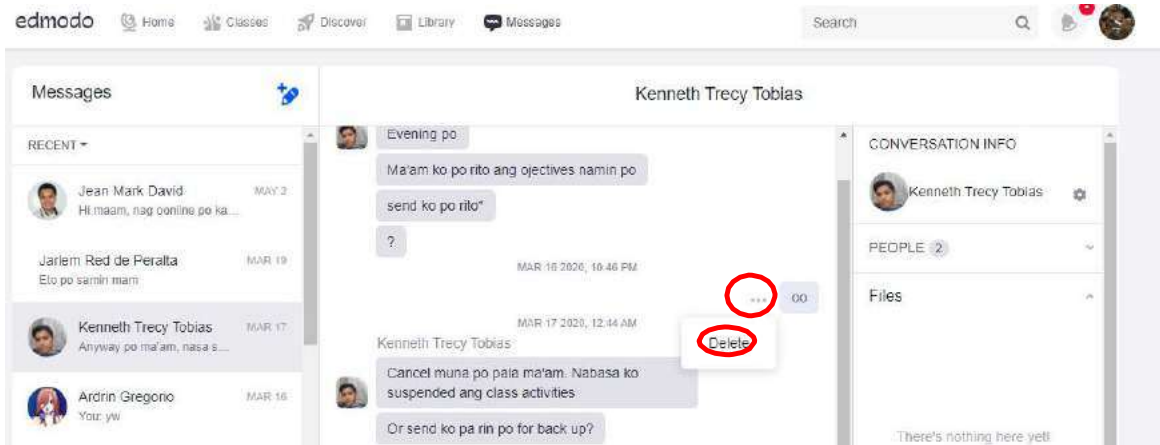 edmodo Home Classes Discover Library Messages Search
Messages
Kenneth Trecy Tobias
RECENT
Jean Mark David MAY 2
Hi maam, nag oonline po ka...
Jarlem Red de Peralta MAR 19
Eto po samin mam
Kenneth Trecy Tobias MAR 17
Anyway po ma'am, nasa s...
Ardrin Gregorio MAR 16
You: yw
Evening po
Ma'am ko po rito ang ojectives namin po
send ko po rito*
?
MAR 16 2020, 10:46 PM
... oo
MAR 17 2020, 12:44 AM
Delete
Kenneth Trecy Tobias
Cancel muna po pala ma'am. Nabasa ko
suspended ang class activities
Or send ko pa rin po for back up?
CONVERSATION INFO
Kenneth Trecy Tobias
PEOPLE 2
Files
There's nothing here yet!